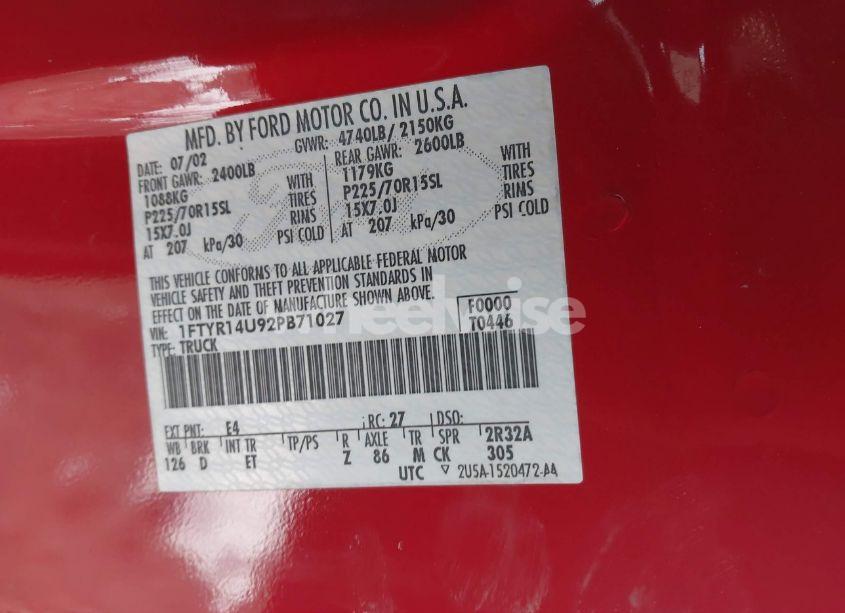 MFD. BY FORD MOTOR CO. IN U.S.A.
DATE: 07/02 GVWR: 4740LB/ 2150KG
FRONT GAWR: 2400LB REAR GAWR: 2600LB
1088KG WITH 1179KG WITH
P225/70R15SL TIRES P225/70R15SL TIRES
15X7.0J RIMS 15X7.0J RIMS
AT 207 kPa/30 PSI COLD AT 207 kPa/30 PSI COLD
THIS VEHICLE CONFORMS TO ALL APPLICABLE FEDERAL MOTOR
VEHICLE SAFETY AND THEFT PREVENTION STANDARDS IN
EFFECT ON THE DATE OF MANUFACTURE SHOWN ABOVE.
VIN: 1FTYR14U92PB71027 F0000
TYPE: TRUCK T0446
EXT PNT: E4 RC: 27 DSO:
WB BRK INT TR TP/PS R AXLE TR SPR 2R32A
126 D ET Z 86 M CK 305
UTC 2U5A-1520472-AA
wheelwise